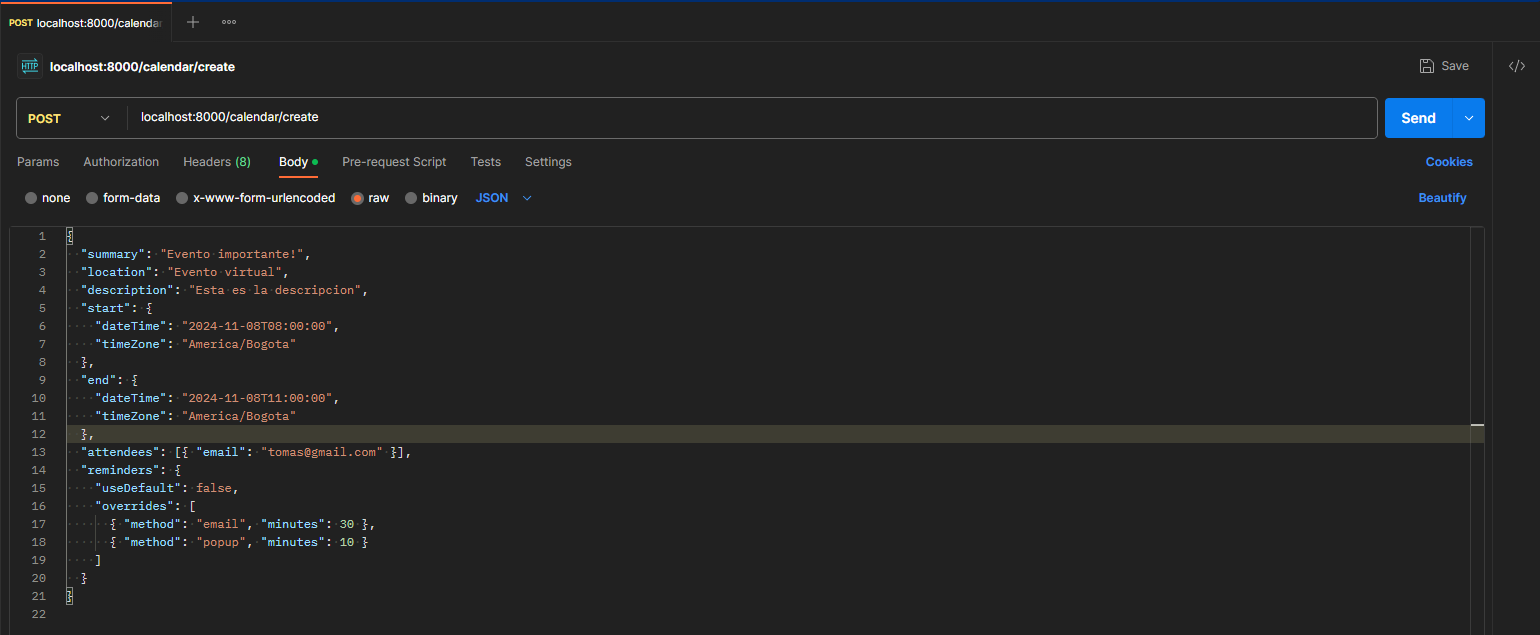 POST localhost:8000/calenda
HTTP localhost:8000/calendar/create
Save
</>
POST localhost:8000/calendar/create
Send
Params Authorization Headers (8) Body Pre-request Script Tests Settings Cookies
none form-data x-www-form-urlencoded raw binary JSON Beautify
1 {
2 "summary": "Evento importante!",
3 "location": "Evento virtual",
4 "description": "Esta es la descripcion",
5 "start": {
6 "dateTime": "2024-11-08T08:00:00",
7 "timeZone": "America/Bogota"
8 },
9 "end": {
10 "dateTime": "2024-11-08T11:00:00",
11 "timeZone": "America/Bogota"
12 },
13 "attendees": [{ "email": "tomas@gmail.com" }],
14 "reminders": {
15 "useDefault": false,
16 "overrides": [
17 { "method": "email", "minutes": 30 },
18 { "method": "popup", "minutes": 10 }
19 ]
20 }
21 }
22